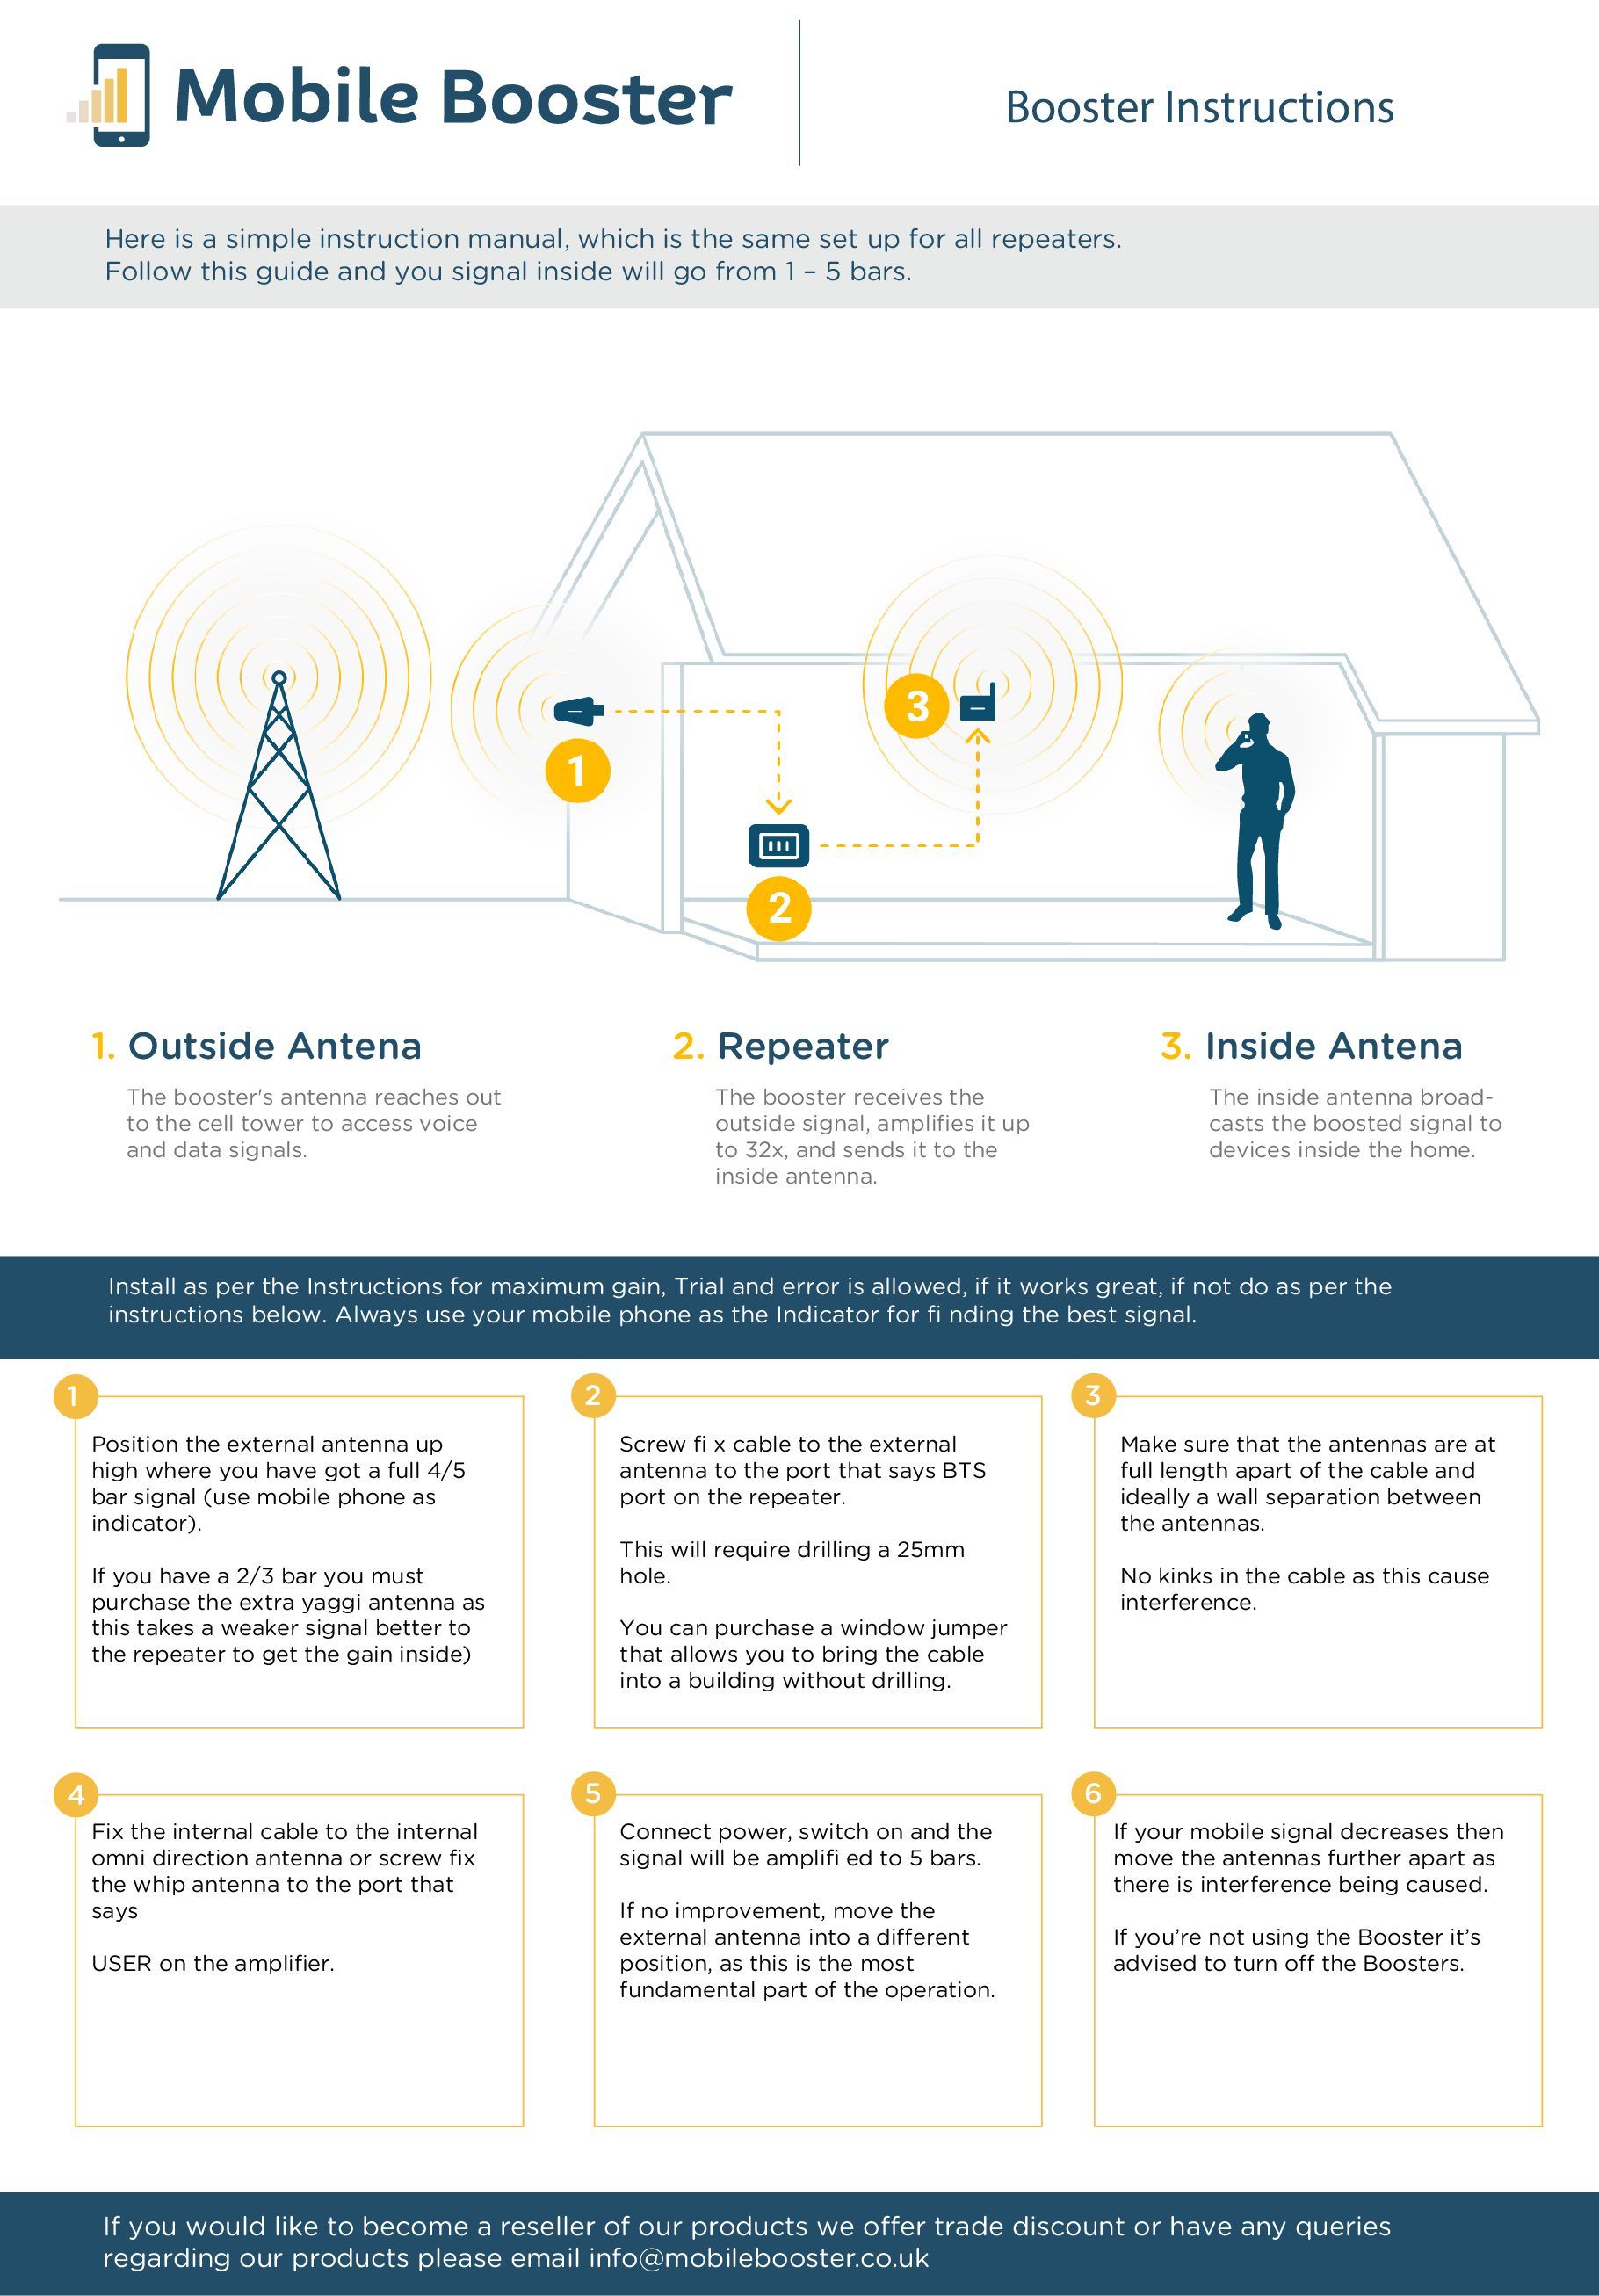 Mobile Booster
Booster Instructions
Here is a simple instruction manual, which is the same set up for all repeaters.
Follow this guide and you signal inside will go from 1 – 5 bars.
3
1
2
1. Outside Antena
The booster's antenna reaches out
to the cell tower to access voice
and data signals.
2. Repeater
The booster receives the
outside signal, amplifies it up
to 32x, and sends it to the
inside antenna.
3. Inside Antena
The inside antenna broad-
casts the boosted signal to
devices inside the home.
Install as per the Instructions for maximum gain, Trial and error is allowed, if it works great, if not do as per the
instructions below. Always use your mobile phone as the Indicator for fi nding the best signal.
1
Position the external antenna up
high where you have got a full 4/5
bar signal (use mobile phone as
indicator).
If you have a 2/3 bar you must
purchase the extra yaggi antenna as
this takes a weaker signal better to
the repeater to get the gain inside)
2
Screw fi x cable to the external
antenna to the port that says BTS
port on the repeater.
This will require drilling a 25mm
hole.
You can purchase a window jumper
that allows you to bring the cable
into a building without drilling.
3
Make sure that the antennas are at
full length apart of the cable and
ideally a wall separation between
the antennas.
No kinks in the cable as this cause
interference.
4
Fix the internal cable to the internal
omni direction antenna or screw fix
the whip antenna to the port that
says
USER on the amplifier.
5
Connect power, switch on and the
signal will be amplifi ed to 5 bars.
If no improvement, move the
external antenna into a different
position, as this is the most
fundamental part of the operation.
6
If your mobile signal decreases then
move the antennas further apart as
there is interference being caused.
If you’re not using the Booster it’s
advised to turn off the Boosters.
If you would like to become a reseller of our products we offer trade discount or have any queries
regarding our products please email info@mobilebooster.co.uk